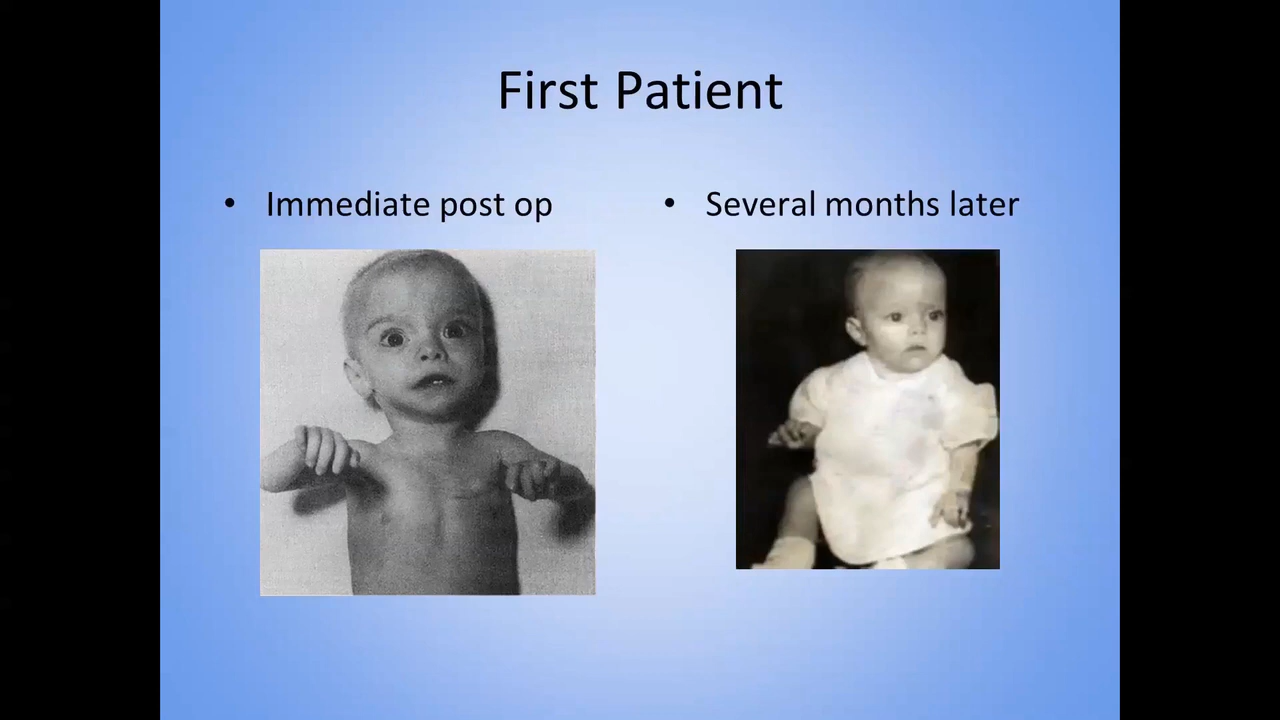 First Patient
• Immediate post op
• Several months later